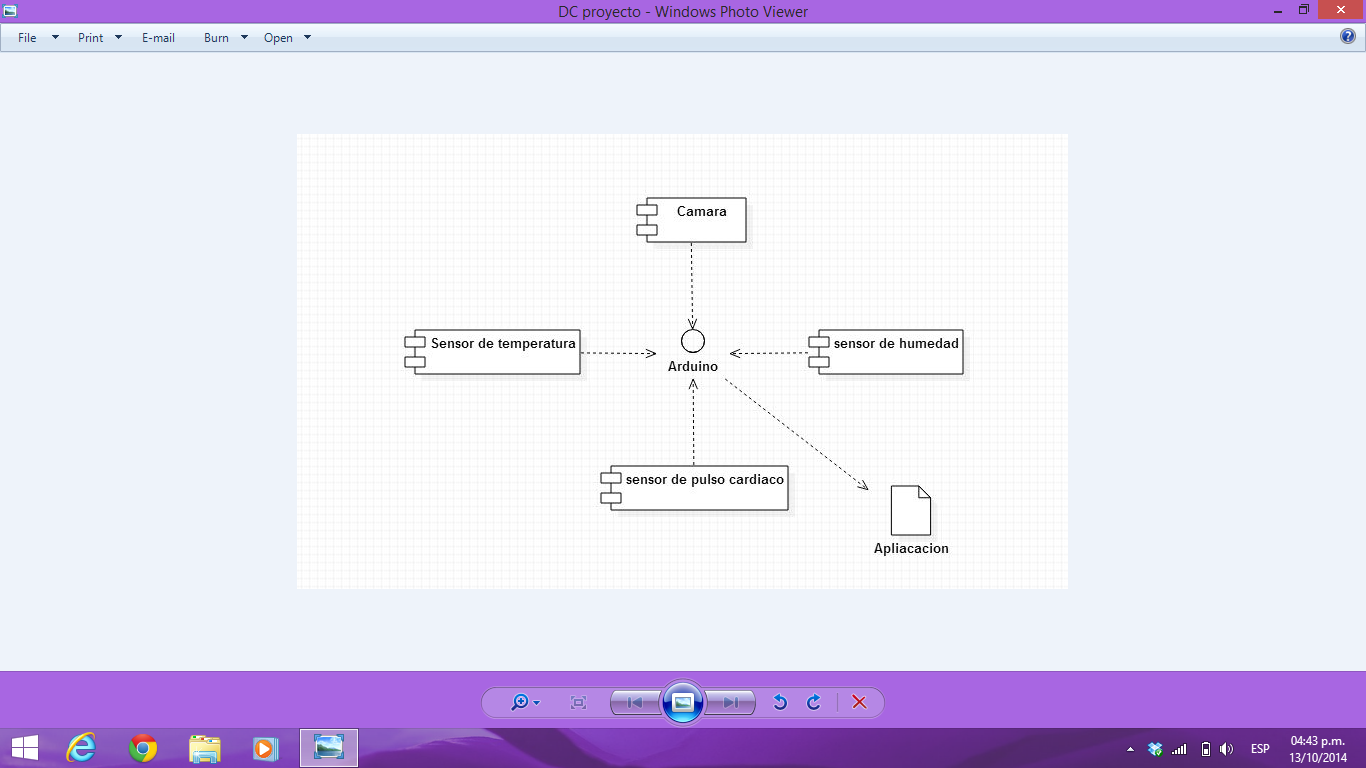 DC proyecto - Windows Photo Viewer
File Print E-mail Burn Open
Camara
Sensor de temperatura
sensor de humedad
Arduino
sensor de pulso cardiaco
Apliacacion
ESP
04:43 p.m.
13/10/2014